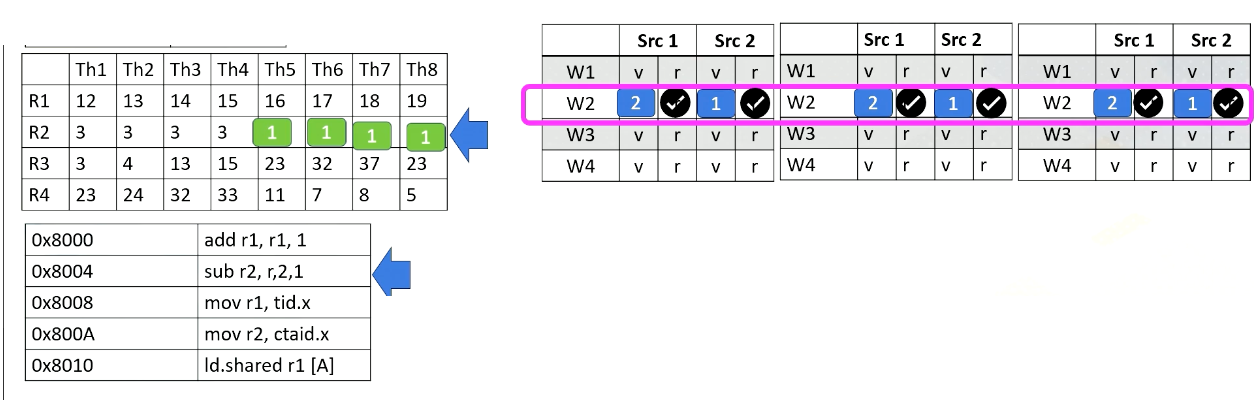 Th1 Th2 Th3 Th4 Th5 Th6 Th7 Th8
R1 12 13 14 15 16 17 18 19
R2 3 3 3 3 1 1 1 1
R3 3 4 13 15 23 32 37 23
R4 23 24 32 33 11 7 8 5
0x8000 add r1, r1, 1
0x8004 sub r2, r,2,1
0x8008 mov r1, tid.x
0x800A mov r2, ctaid.x
0x8010 ld.shared r1 [A]
Src 1 Src 2
W1 v r v r
W2 2 1
W3 v r v r
W4 v r v r
Src 1 Src 2
W1 v r v r
W2 2 1
W3 v r v r
W4 v r v r
Src 1 Src 2
W1 v r v r
W2 2 1
W3 v r v r
W4 v r v r